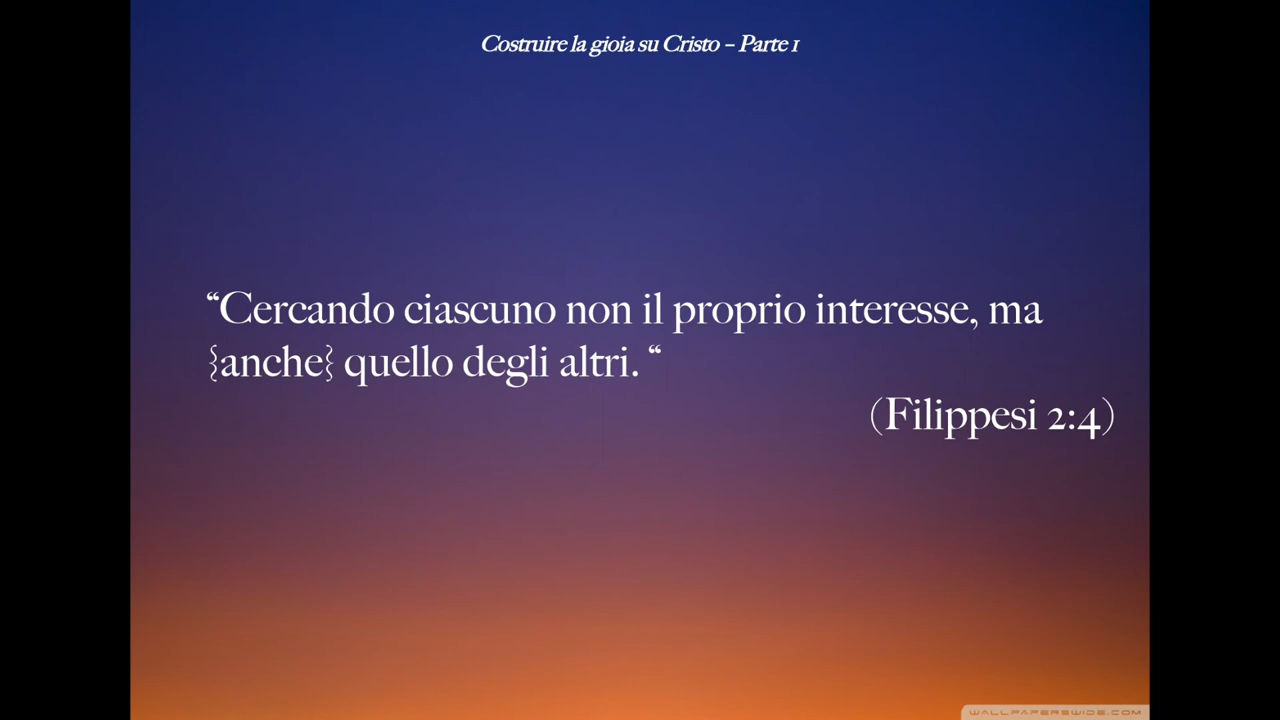 Costruire la gioia su Cristo – Parte 1
“Cercando ciascuno non il proprio interesse, ma
{anche} quello degli altri. “
(Filippesi 2:4)
WALLPAPERSWIDE.COM